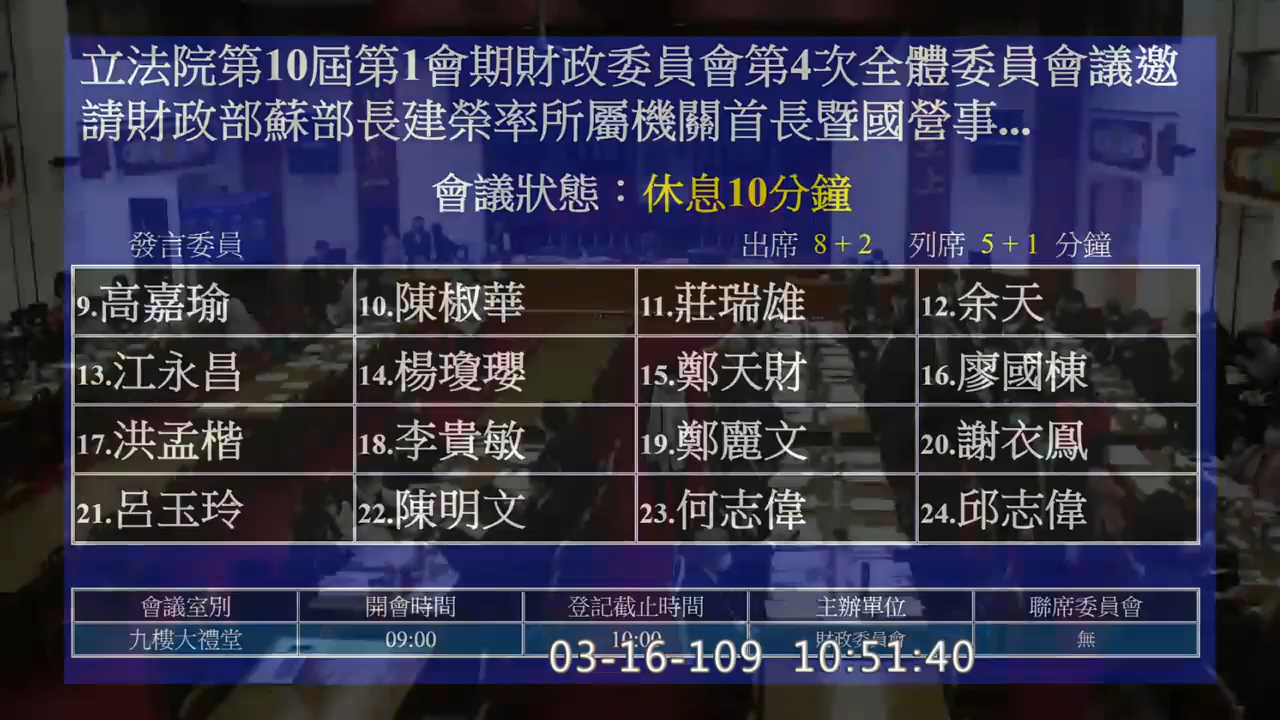 立法院第10屆第1會期財政委員會第4次全體委員會議邀
請財政部蘇部長建榮率所屬機關首長暨國營事...
會議狀態：休息10分鐘
發言委員 出席 8+2 列席 5+1 分鐘
9.高嘉瑜 10.陳椒華 11.莊瑞雄 12.余天
13.江永昌 14.楊瓊瓔 15.鄭天財 16.廖國棟
17.洪孟楷 18.李貴敏 19.鄭麗文 20.謝衣鳳
21.呂玉玲 22.陳明文 23.何志偉 24.邱志偉
會議室別 開會時間 登記截止時間 主辦單位 聯席委員會
九樓大禮堂 09:00 10:00 財政委員會 無
03-16-109 10:51:40